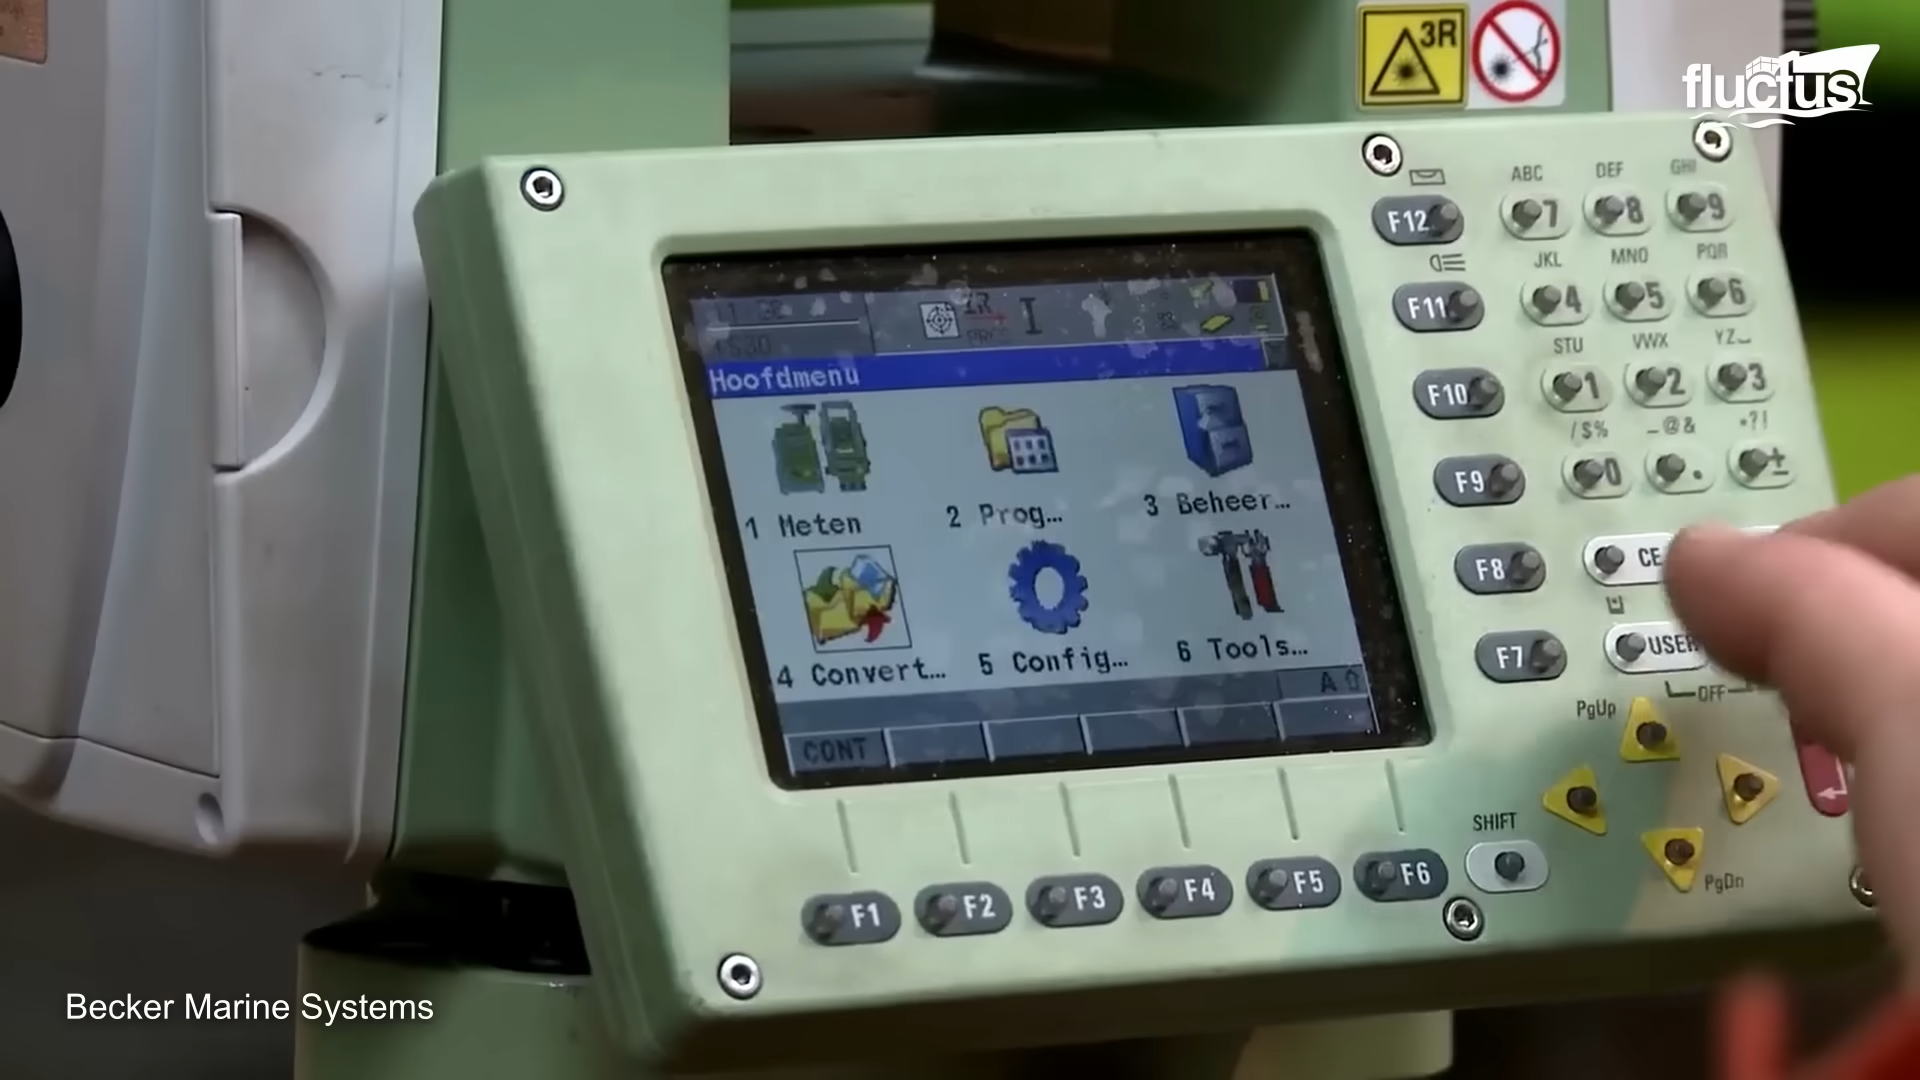 3R
fluctus
ABC DEF GHI
F12 7 8 9
JKL MNO PQR
F11 4 5 6
STU VWX YZ
F10 1 2 3
/$% _@& *?!
F9 0 . ±
F8 CE
F7 USER
OFF
PgUp
PgDn
SHIFT
Hoofdmenu
1 Meten 2 Prog… 3 Beheer…
4 Convert… 5 Config… 6 Tools…
A
CONT
F1 F2 F3 F4 F5 F6
Becker Marine Systems